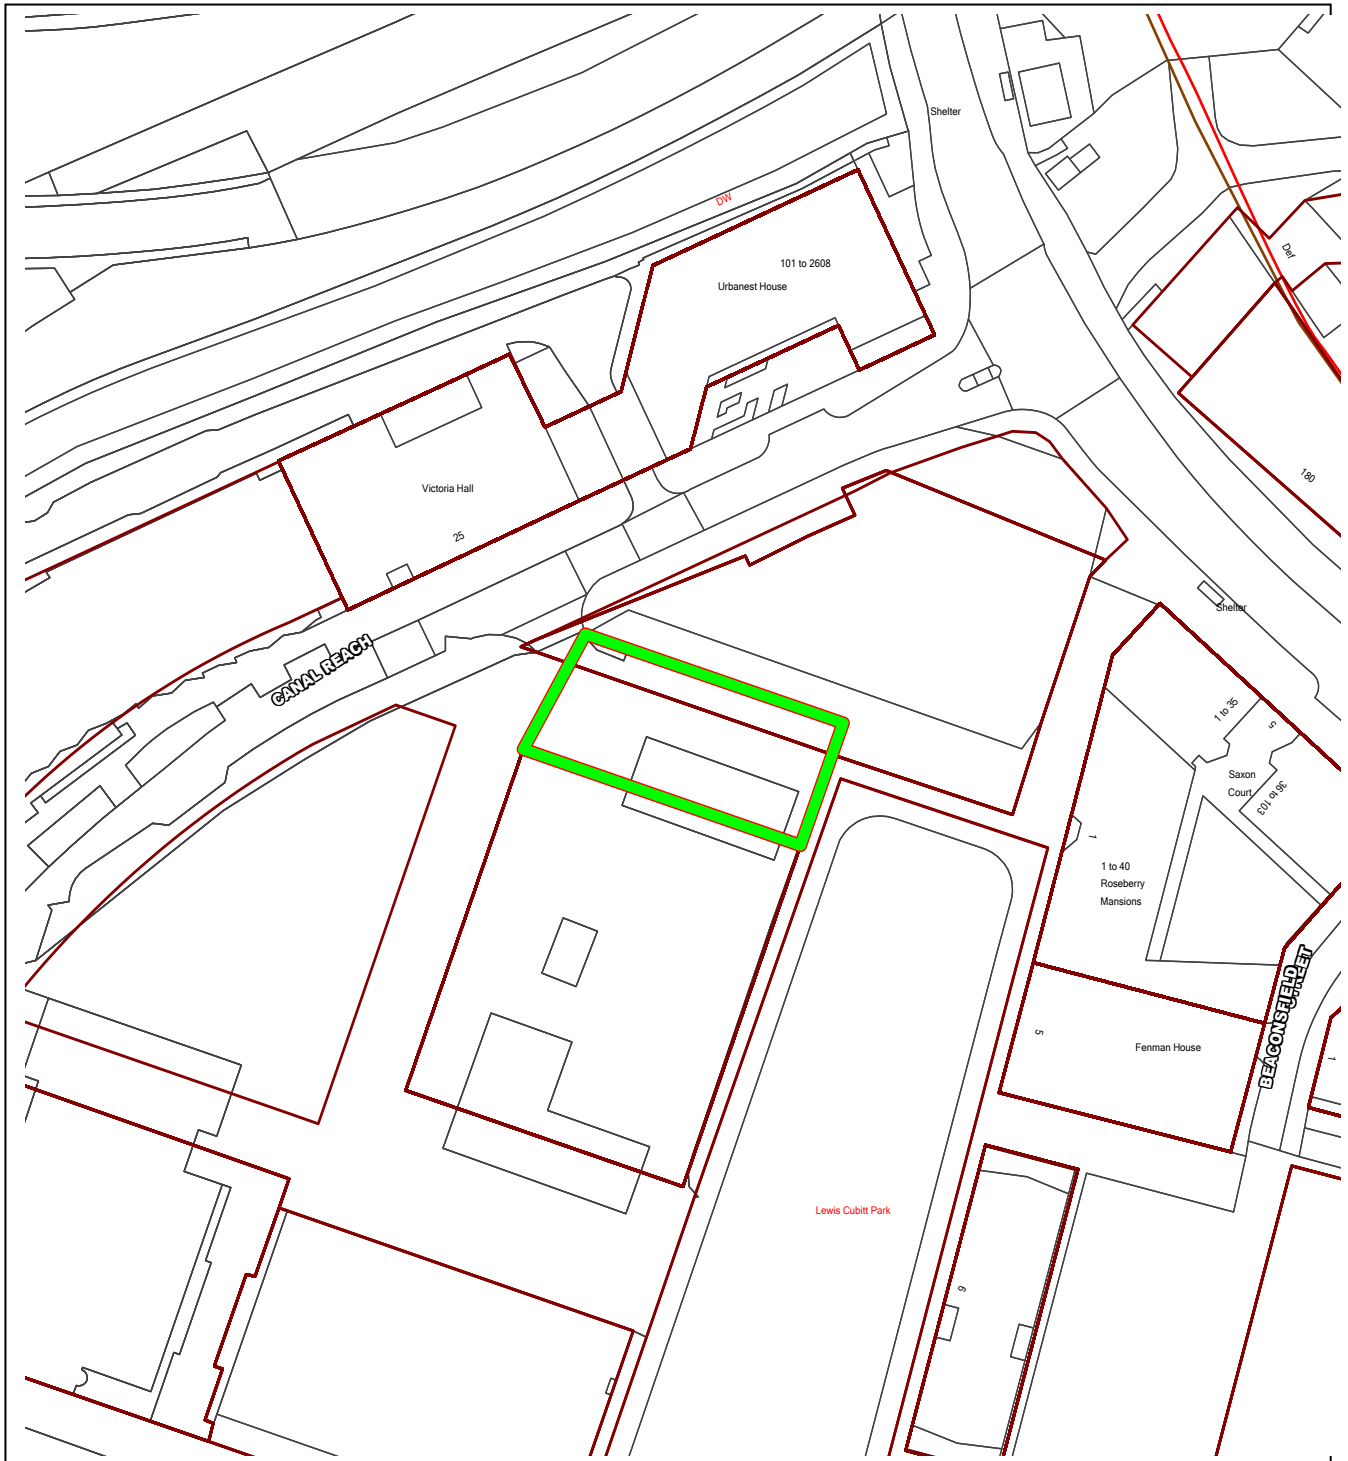 Shelter
DW
Def
101 to 2608
Urbanest House
Victoria Hall
25
180
Shelter
CANAL REACH
1 to 35
5
Saxon
Court
36 to 103
1
1 to 40
Roseberry
Mansions
BEACONSFIELD
STREET
5
Fenman House
1
Lewis Cubitt Park
6